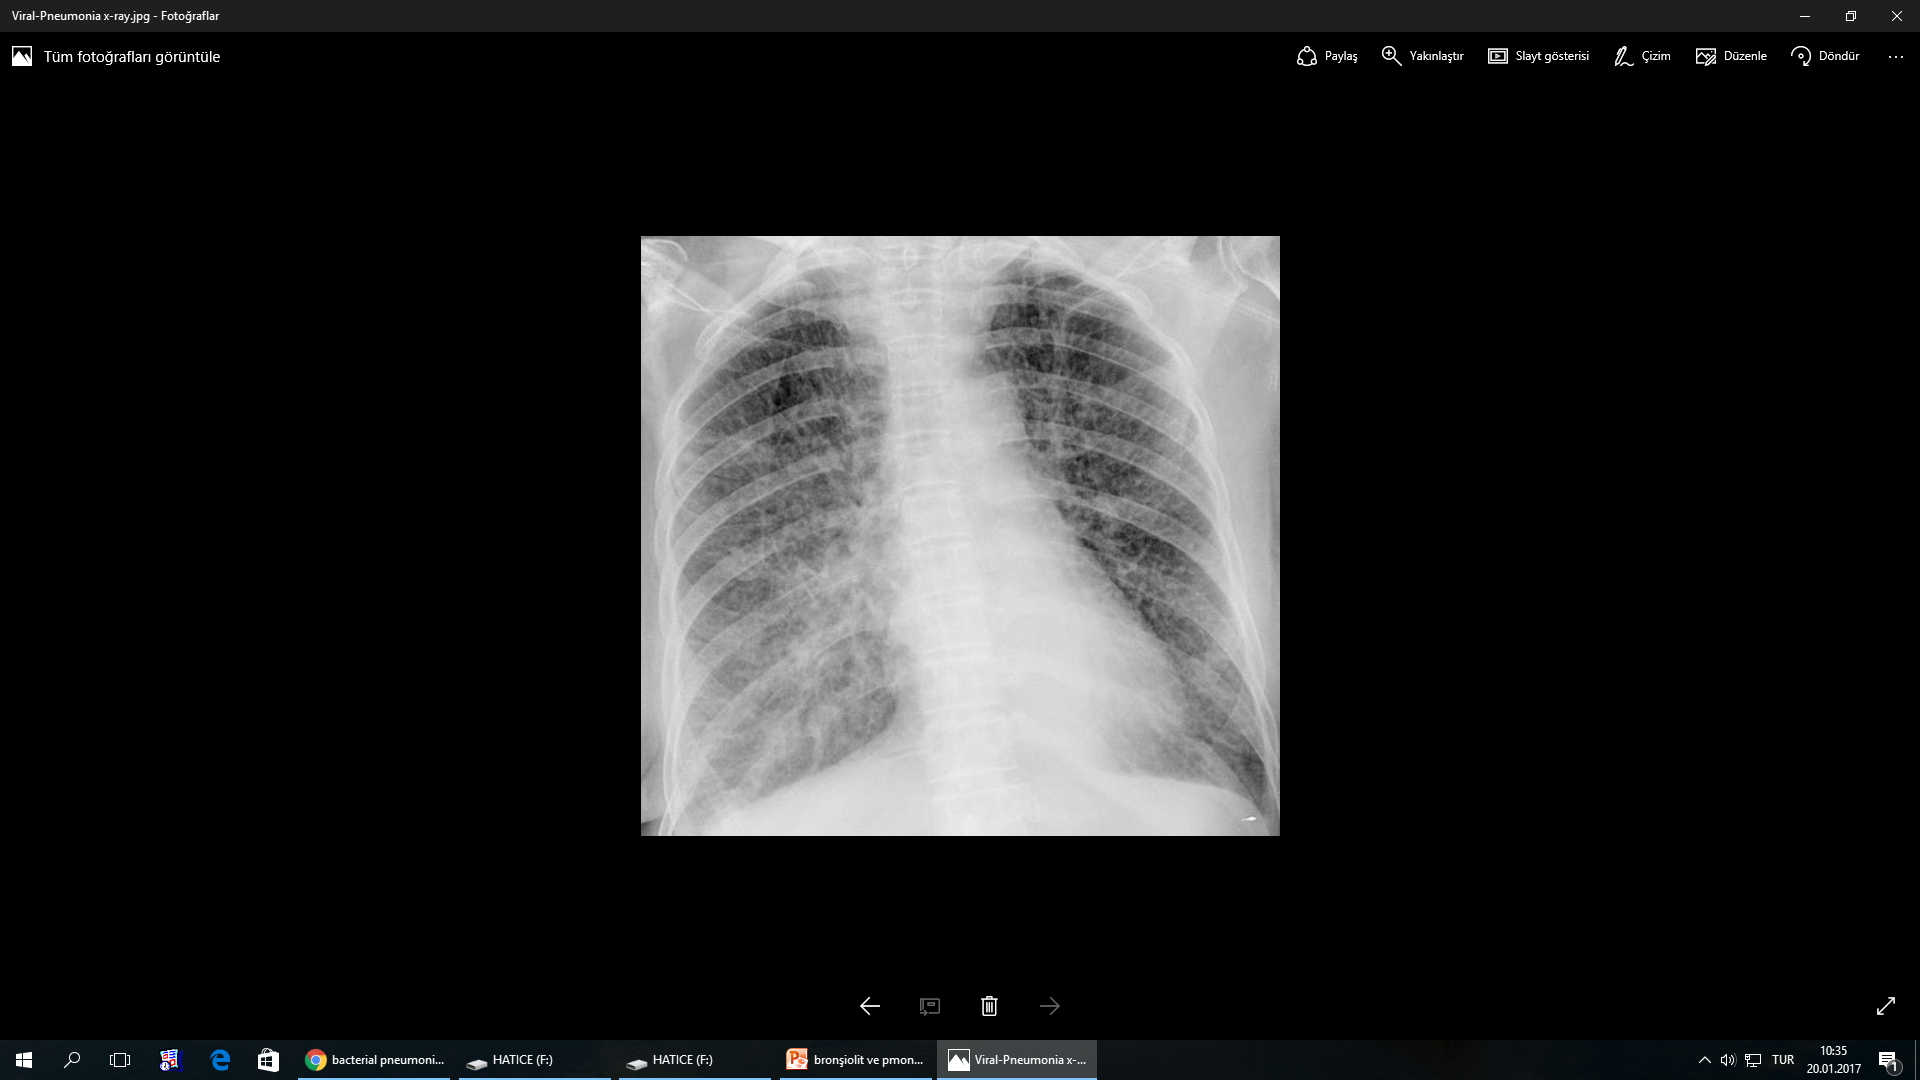 Viral-Pneumonia x-ray.jpg - Fotoğraflar
Tüm fotoğrafları görüntüle
Paylaş
Yakınlaştır
Slayt gösterisi
Çizim
Düzenle
Döndür
bacterial pneumoni...
HATICE (F:)
HATICE (F:)
bronşiolit ve pmon...
Viral-Pneumonia x-...
TUR
10:35
20.01.2017
1